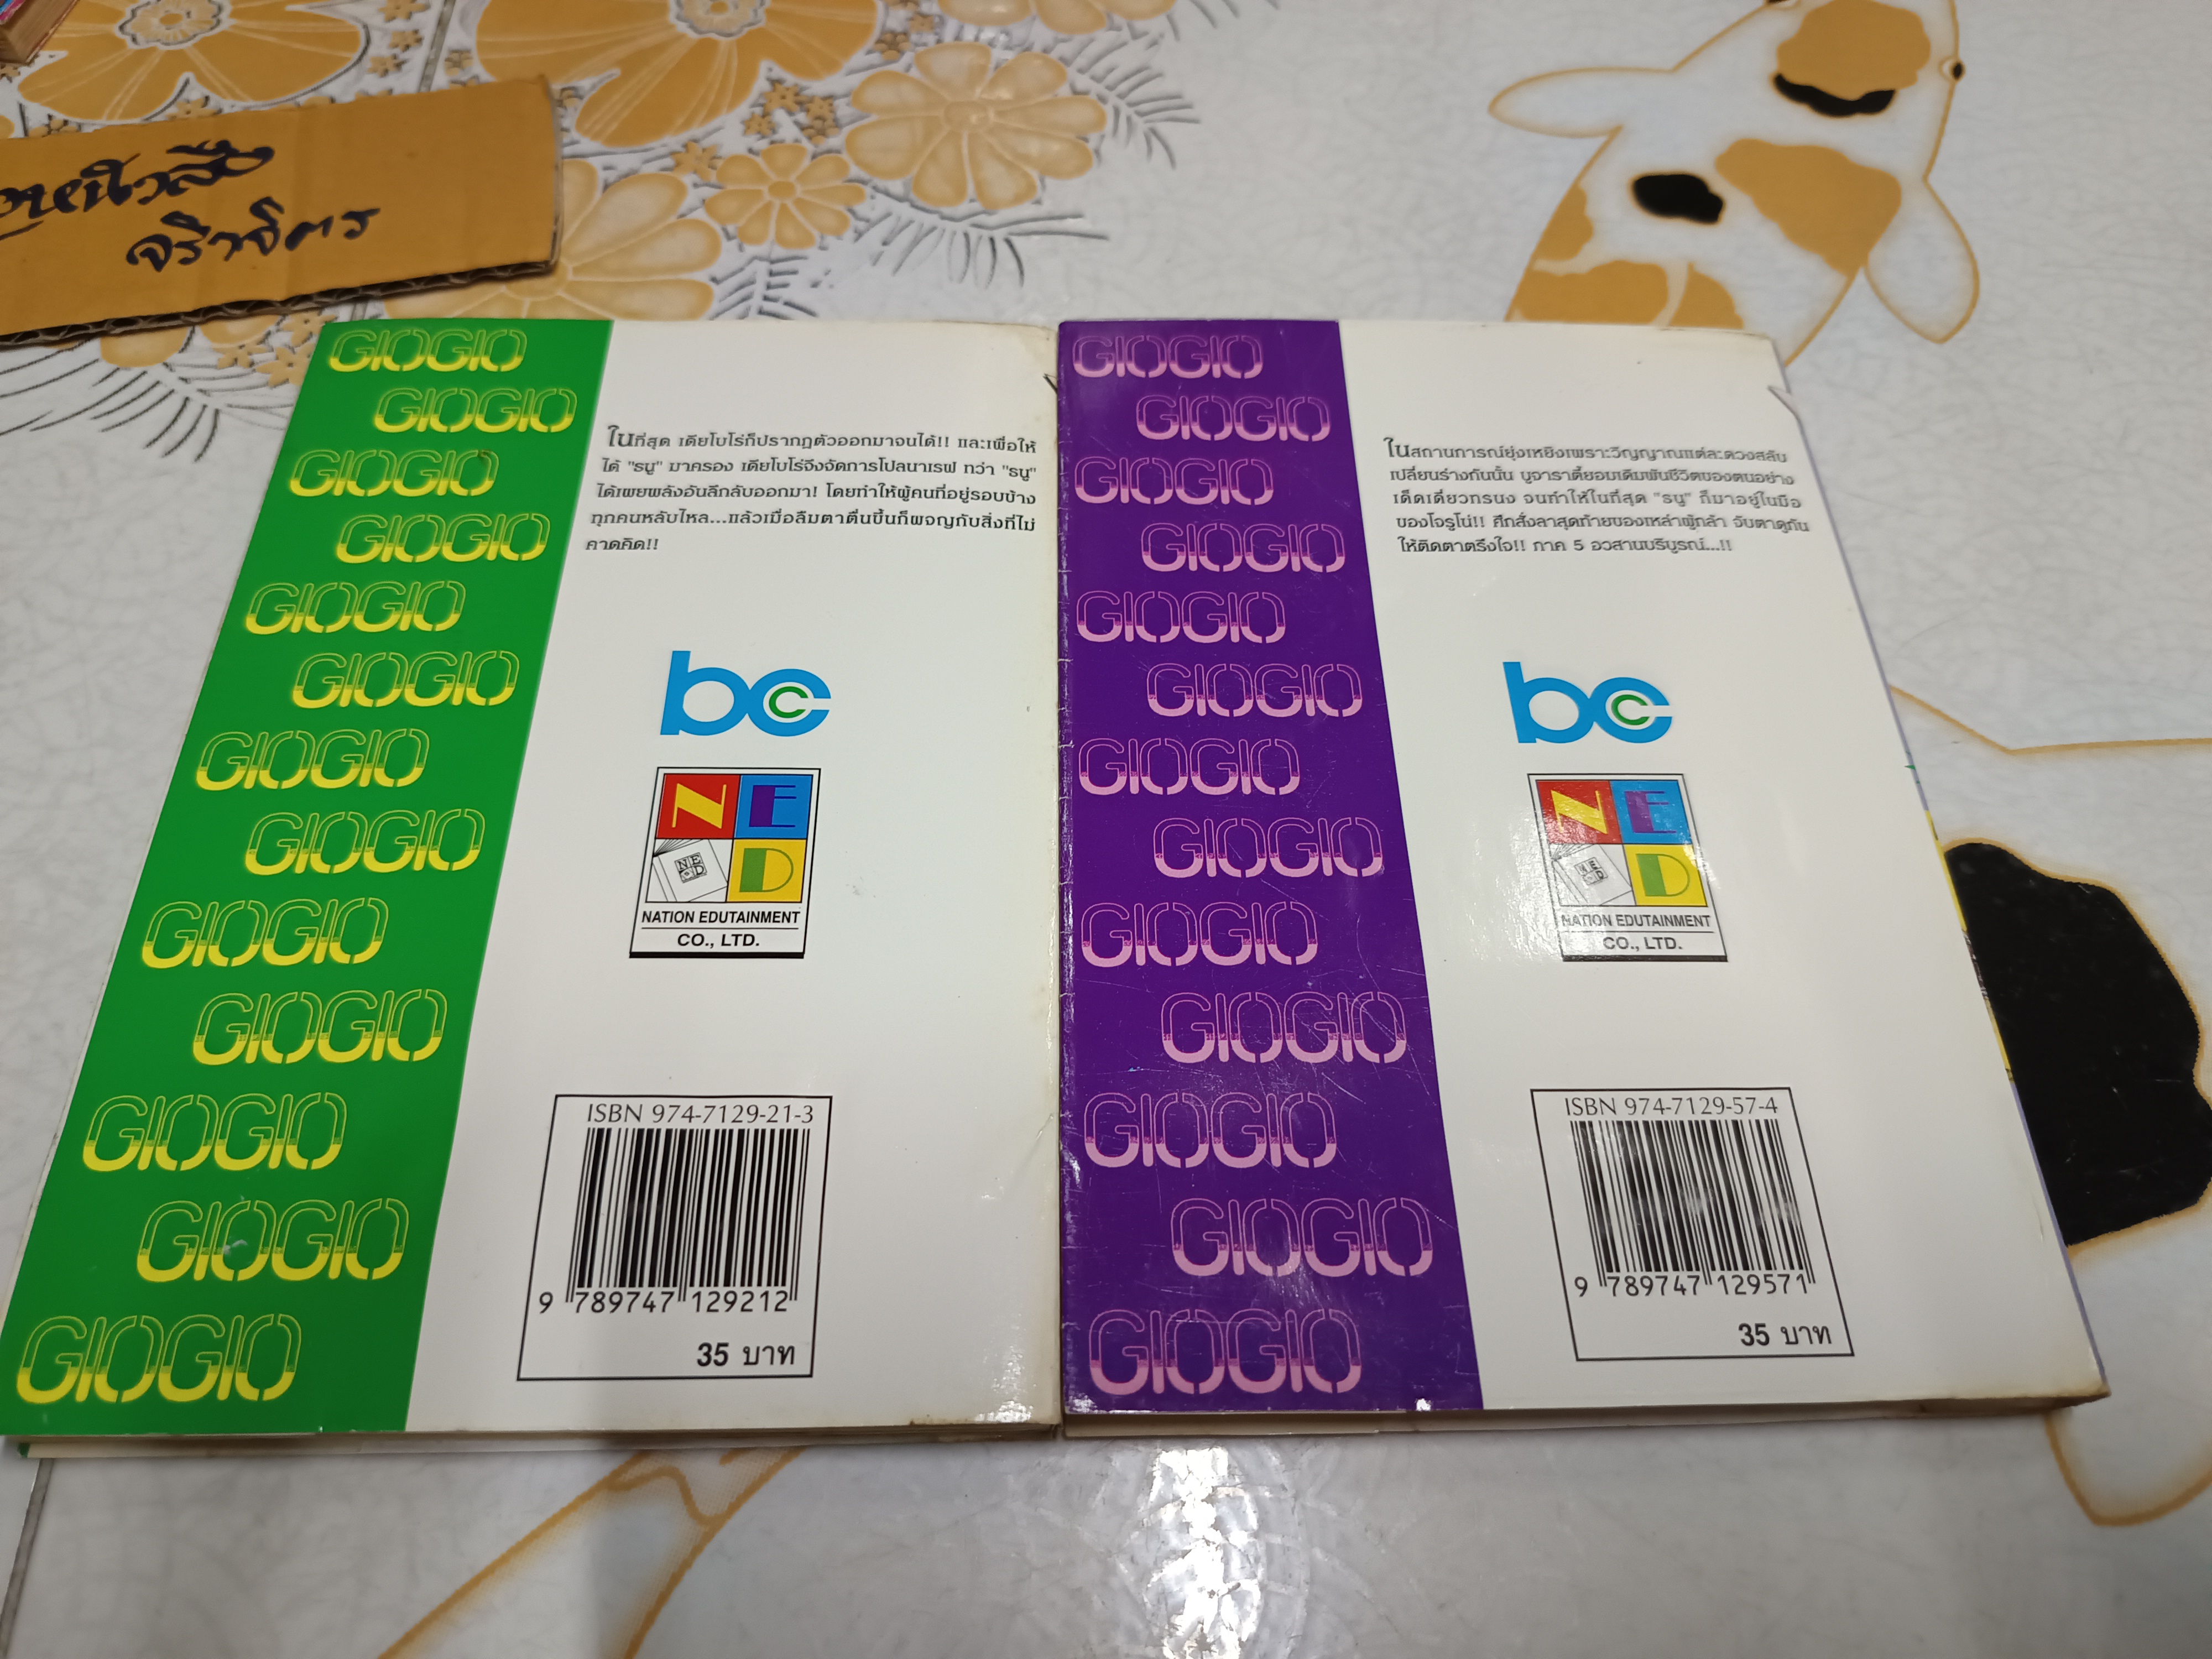 จริวจิตร
GIOGIO
GIOGIO
GIOGIO
GIOGIO
GIOGIO
GIOGIO
GIOGIO
GIOGIO
GIOGIO
GIOGIO
GIOGIO
GIOGIO
GIOGIO
ในที่สุด เดียโบโร่ก็ปรากฏตัวออกมาจนได้!! และเพื่อให้
ได้ "ธนู" มาครอง เดียโบโร่จึงจัดการโปลนาเรฟ ทว่า "ธนู"
ได้เผยพลังอันลึกลับออกมา! โดยทำให้ผู้คนที่อยู่รอบข้าง
ทุกคนหลับไหล...แล้วเมื่อลืมตาตื่นขึ้นก็ผจญกับสิ่งที่ไม่
คาดคิด!!
bcc
N E
D
NED
NATION EDUTAINMENT
CO., LTD.
ISBN 974-7129-21-3
9 789747 129212
35 บาท
GIOGIO
GIOGIO
GIOGIO
GIOGIO
GIOGIO
GIOGIO
GIOGIO
GIOGIO
GIOGIO
GIOGIO
GIOGIO
GIOGIO
GIOGIO
ในสถานการณ์ยุ่งเหยิงเพราะวิญญาณแต่ละดวงสลับ
เปลี่ยนร่างกันนั้น บูจาราตี้ยอมเดิมพันชีวิตของตนอย่าง
เด็ดเดี่ยวทรนง จนทำให้ในที่สุด "ธนู" ก็มาอยู่ในมือ
ของโจรูโน่!! ศึกสั่งลาสุดท้ายของเหล่าผู้กล้า จับตาดูกัน
ให้ติดตาตรึงใจ!! ภาค 5 อวสานบริบูรณ์...!!
bcc
N E
D
NED
NATION EDUTAINMENT
CO., LTD.
ISBN 974-7129-57-4
9 789747 129571
35 บาท